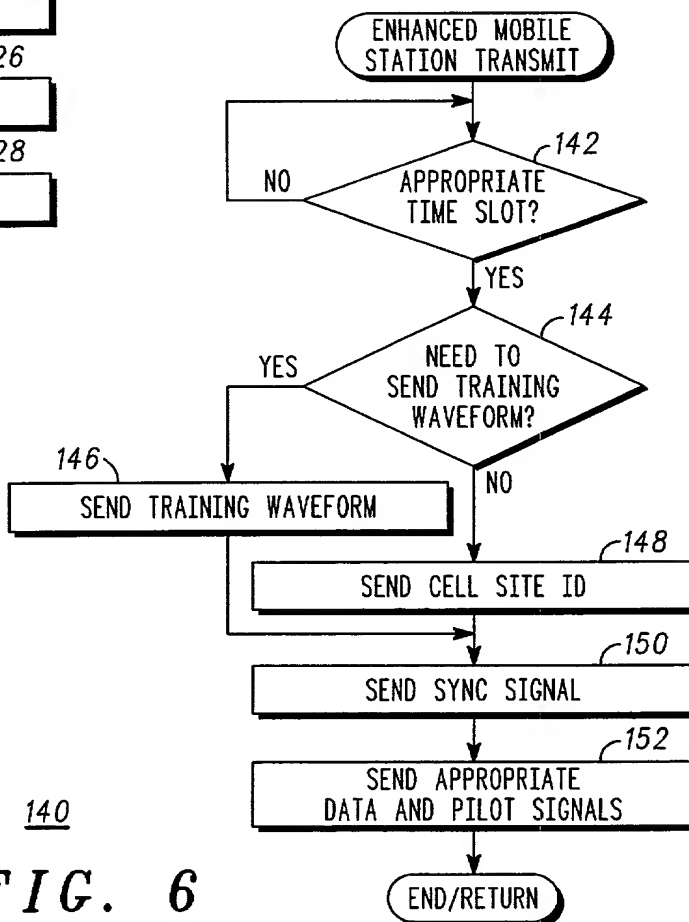 26
28
ENHANCED MOBILE
STATION TRANSMIT
142
APPROPRIATE
TIME SLOT?
NO
YES
144
NEED TO
SEND TRAINING
WAVEFORM?
YES
NO
146
SEND TRAINING WAVEFORM
148
SEND CELL SITE ID
150
SEND SYNC SIGNAL
152
SEND APPROPRIATE
DATA AND PILOT SIGNALS
END/RETURN
140
FIG. 6